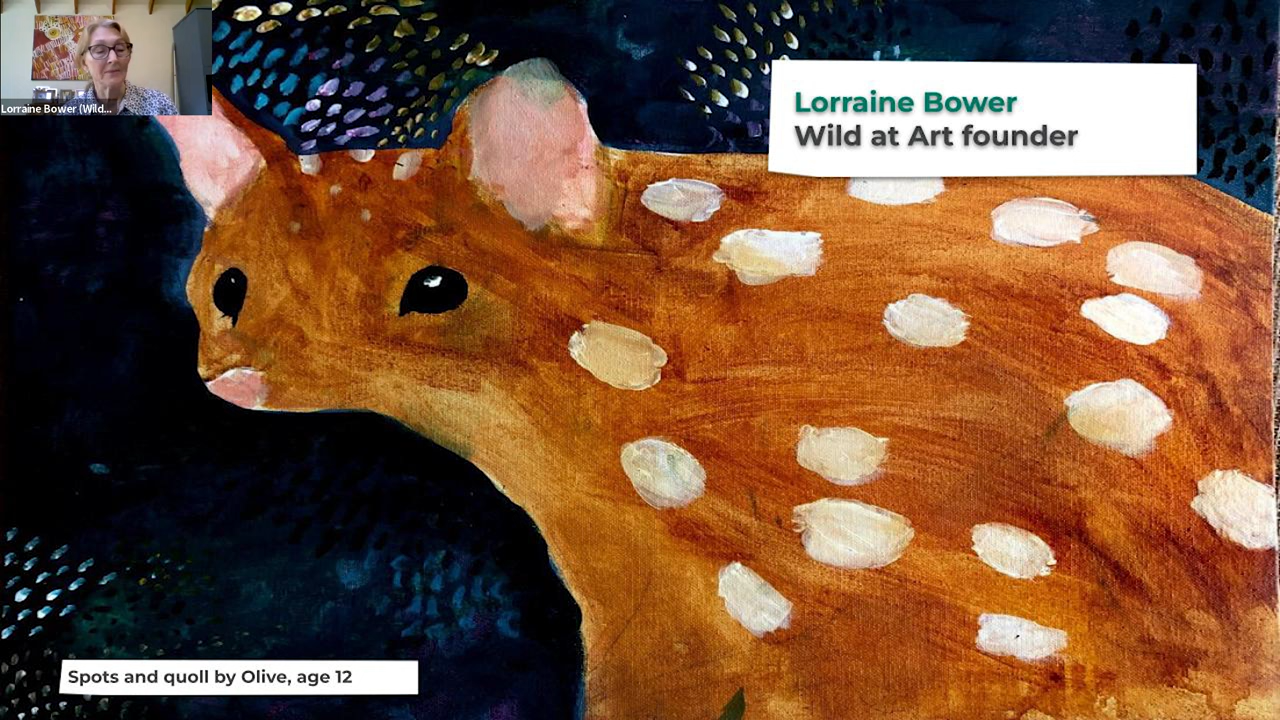 Lorraine Bower (Wild...
Lorraine Bower
Wild at Art founder
Spots and quoll by Olive, age 12